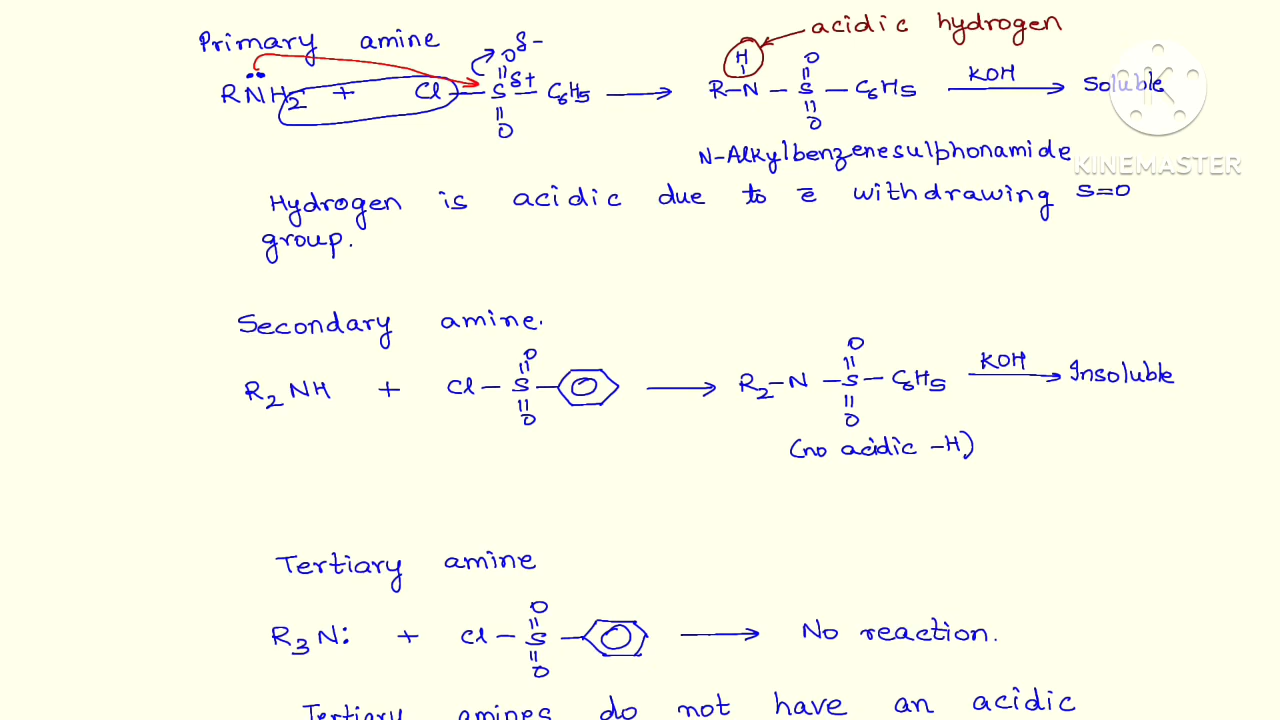 Primary amine
acidic hydrogen
RNH2 + Cl—S—C6H5 → R—N—S—C6H5 —KOH→ Soluble
O δ- δ+ O H O O
N-Alkylbenzenesulphonamide
KINEMASTER
Hydrogen is acidic due to ē withdrawing S=O
group.
Secondary amine.
R2NH + Cl—S— → R2—N—S—C6H5 —KOH→ Insoluble
O O O O
(no acidic -H)
Tertiary amine
R3N: + Cl—S— → No reaction.
O O
Tertiary amines do not have an acidic